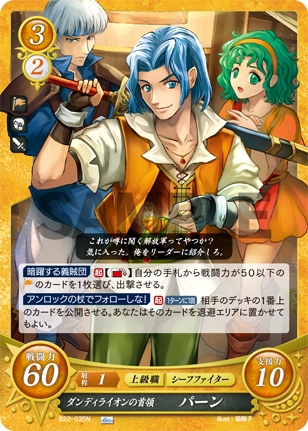 3
2
これが噂に聞く解放軍ってやつか?
気に入った。俺をリーダーに紹介しろ。
暗躍する義賊団 起 【】自分の手札から戦闘力が50以下の
のカードを1枚選び、出撃させる。
アンロックの杖でフォローしな! 起 1ターンに1回 相手のデッキの1番上
のカードを公開させる。あなたはそのカードを退避エリアに置かせても
よい。
戦闘力
60
射程 1 上級職 シーフファイター
支援力
10
ダンディライオンの首領 パーン
B22-035N